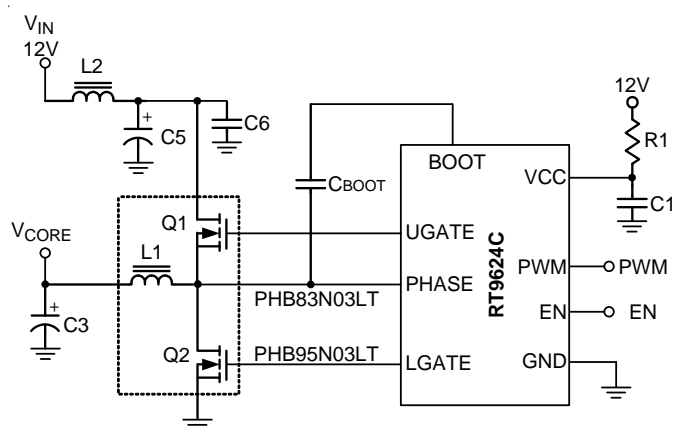 VIN
12V
L2
C5
C6
CBOOT
BOOT
12V
R1
VCC
C1
VCORE
L1
Q1
UGATE
RT9624C
PWM
PWM
PHASE
PHB83N03LT
EN
EN
C3
Q2
PHB95N03LT
LGATE
GND